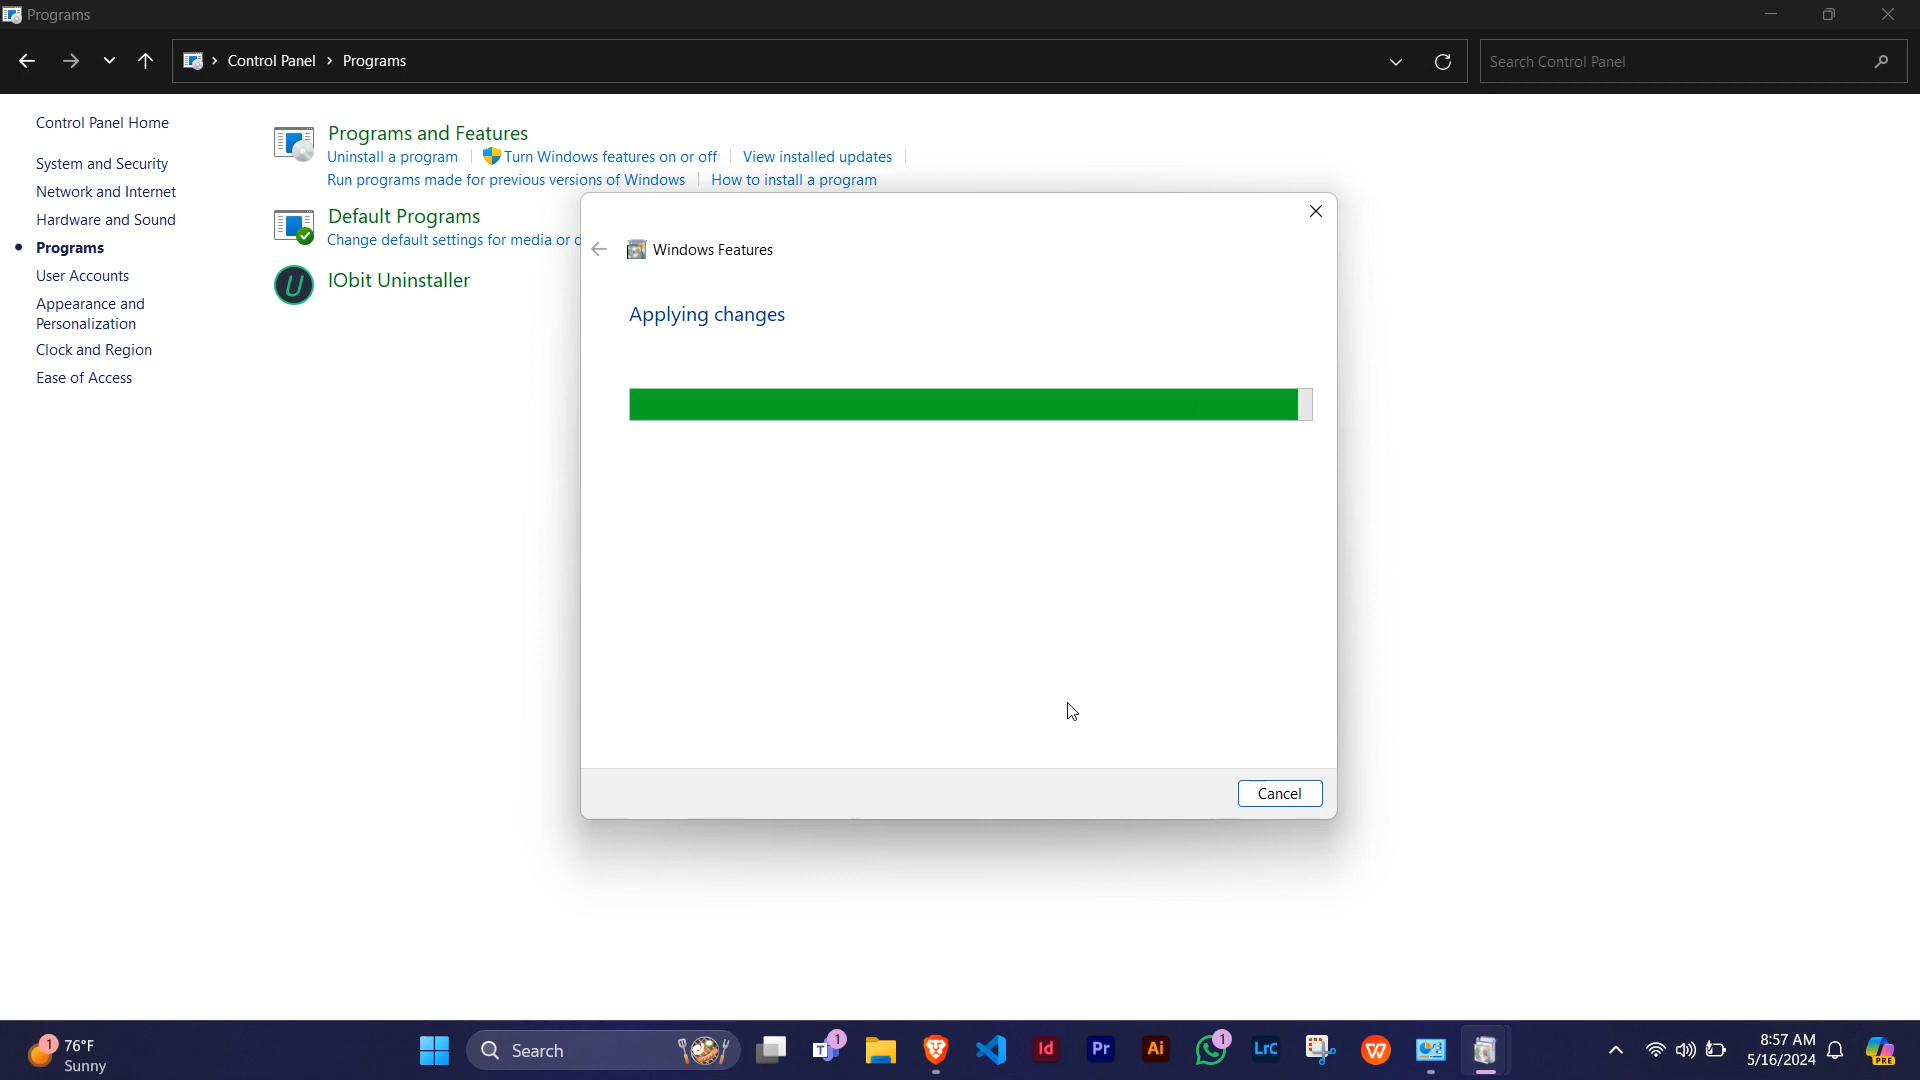 Programs
Control Panel > Programs
Search Control Panel
Control Panel Home
System and Security
Network and Internet
Hardware and Sound
Programs
User Accounts
Appearance and
Personalization
Clock and Region
Ease of Access
Programs and Features
Uninstall a program
Turn Windows features on or off
View installed updates
Run programs made for previous versions of Windows
How to install a program
Default Programs
Change default settings for media or
IObit Uninstaller
Windows Features
Applying changes
Cancel
1
76°F
Sunny
Search
T
1
Id
Pr
Ai
1
LrC
W
8:57 AM
5/16/2024
PRE